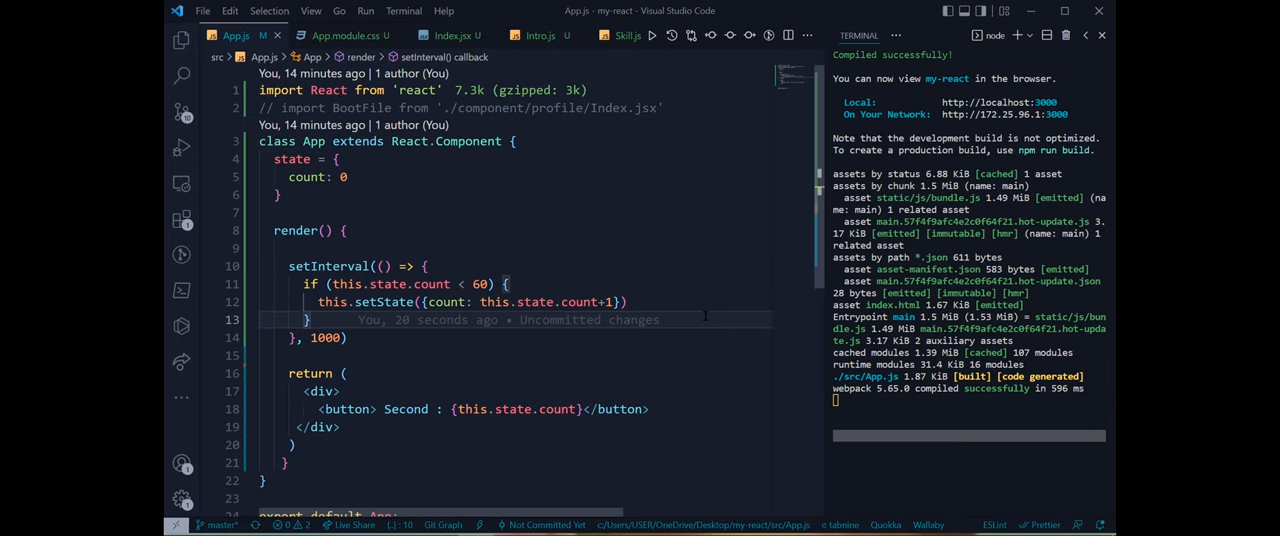 File Edit Selection View Go Run Terminal Help App.js - my-react - Visual Studio Code
App.js M App.module.css U Index.jsx U Intro.js U Skill.js
TERMINAL node
src > App.js > App > render > setInterval() callback
You, 14 minutes ago | 1 author (You)
1 import React from 'react' 7.3k (gzipped: 3k)
2 // import BootFile from './component/profile/Index.jsx'
You, 14 minutes ago | 1 author (You)
3 class App extends React.Component {
4 state = {
5 count: 0
6 }
7
8 render() {
9
10 setInterval(() => {
11 if (this.state.count < 60) {
12 this.setState({count: this.state.count+1})
13 } You, 20 seconds ago • Uncommitted changes
14 }, 1000)
15
16 return (
17 <div>
18 <button> Second : {this.state.count}</button>
19 </div>
20 )
21 }
22 }
23
24 export default App;
Compiled successfully!
You can now view my-react in the browser.
Local: http://localhost:3000
On Your Network: http://172.25.96.1:3000
Note that the development build is not optimized.
To create a production build, use npm run build.
assets by status 6.88 KiB [cached] 1 asset
assets by chunk 1.5 MiB (name: main)
asset static/js/bundle.js 1.49 MiB [emitted] (na
me: main) 1 related asset
asset main.57f4f9afc4e2c0f64f21.hot-update.js 3.
17 KiB [emitted] [immutable] [hmr] (name: main) 1
related asset
assets by path *.json 611 bytes
asset asset-manifest.json 583 bytes [emitted]
asset main.57f4f9afc4e2c0f64f21.hot-update.json
28 bytes [emitted] [immutable] [hmr]
asset index.html 1.67 KiB [emitted]
Entrypoint main 1.5 MiB (1.53 MiB) = static/js/bun
dle.js 1.49 MiB main.57f4f9afc4e2c0f64f21.hot-upda
te.js 3.17 KiB 2 auxiliary assets
cached modules 1.39 MiB [cached] 107 modules
runtime modules 31.4 KiB 16 modules
./src/App.js 1.87 KiB [built] [code generated]
webpack 5.65.0 compiled successfully in 596 ms
10
1
1
1
master* 0 2 Live Share {..} : 10 Git Graph Not Committed Yet c:/Users/USER/OneDrive/Desktop/my-react/src/App.js tabnine Quokka Wallaby ESLint Prettier